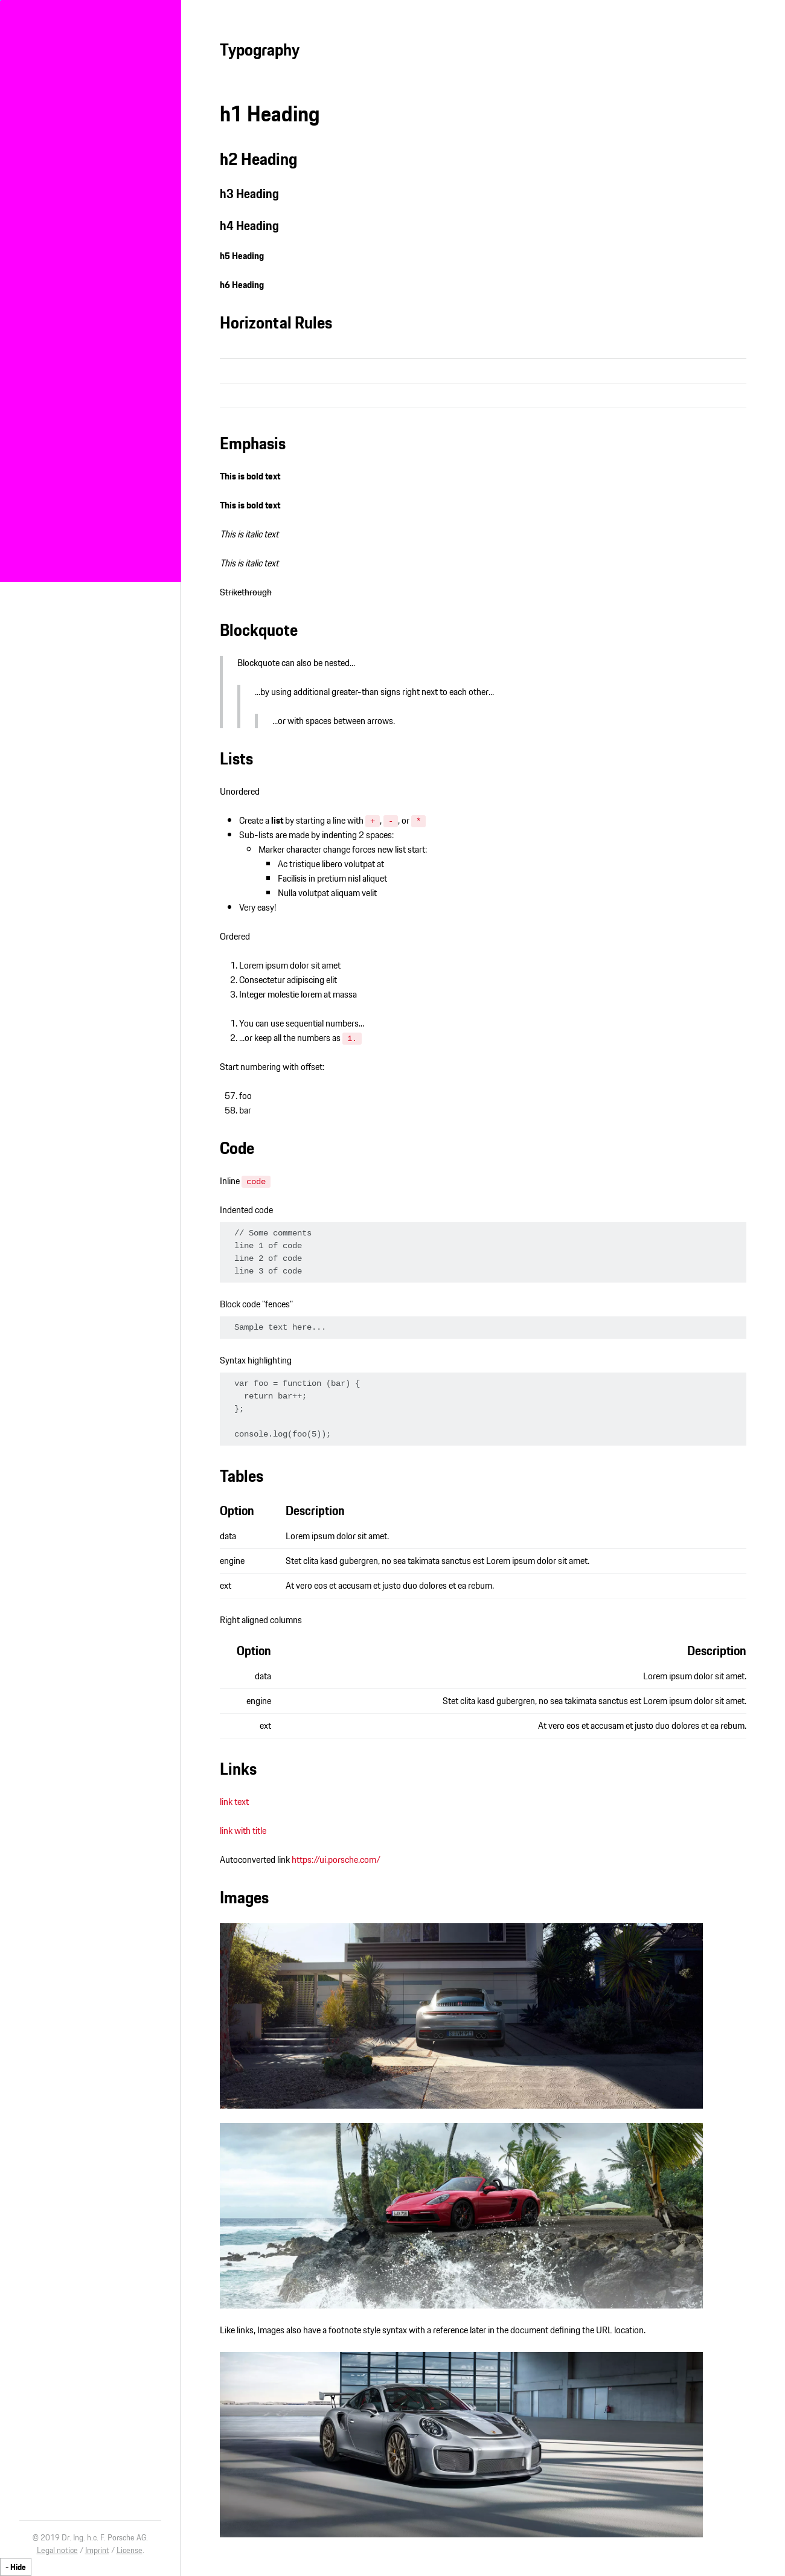 Typography
h1 Heading
h2 Heading
h3 Heading
h4 Heading
h5 Heading
h6 Heading
Horizontal Rules
Emphasis
This is bold text
This is bold text
This is italic text
This is italic text
Strikethrough
Blockquote
Blockquote can also be nested...
...by using additional greater-than signs right next to each other...
...or with spaces between arrows.
Lists
Unordered
Create a list by starting a line with +, -, or *
Sub-lists are made by indenting 2 spaces:
Marker character change forces new list start:
Ac tristique libero volutpat at
Facilisis in pretium nisl aliquet
Nulla volutpat aliquam velit
Very easy!
Ordered
1. Lorem ipsum dolor sit amet
2. Consectetur adipiscing elit
3. Integer molestie lorem at massa
1. You can use sequential numbers...
2. ...or keep all the numbers as 1.
Start numbering with offset:
57. foo
58. bar
Code
Inline code
Indented code
// Some comments
line 1 of code
line 2 of code
line 3 of code
Block code "fences"
Sample text here...
Syntax highlighting
var foo = function (bar) {
  return bar++;
};
console.log(foo(5));
Tables
Option Description
data Lorem ipsum dolor sit amet.
engine Stet clita kasd gubergren, no sea takimata sanctus est Lorem ipsum dolor sit amet.
ext At vero eos et accusam et justo duo dolores et ea rebum.
Right aligned columns
Option Description
data Lorem ipsum dolor sit amet.
engine Stet clita kasd gubergren, no sea takimata sanctus est Lorem ipsum dolor sit amet.
ext At vero eos et accusam et justo duo dolores et ea rebum.
Links
link text
link with title
Autoconverted link https://ui.porsche.com/
Images
Like links, Images also have a footnote style syntax with a reference later in the document defining the URL location.
© 2019 Dr. Ing. h.c. F. Porsche AG.
Legal notice / Imprint / License.
- Hide